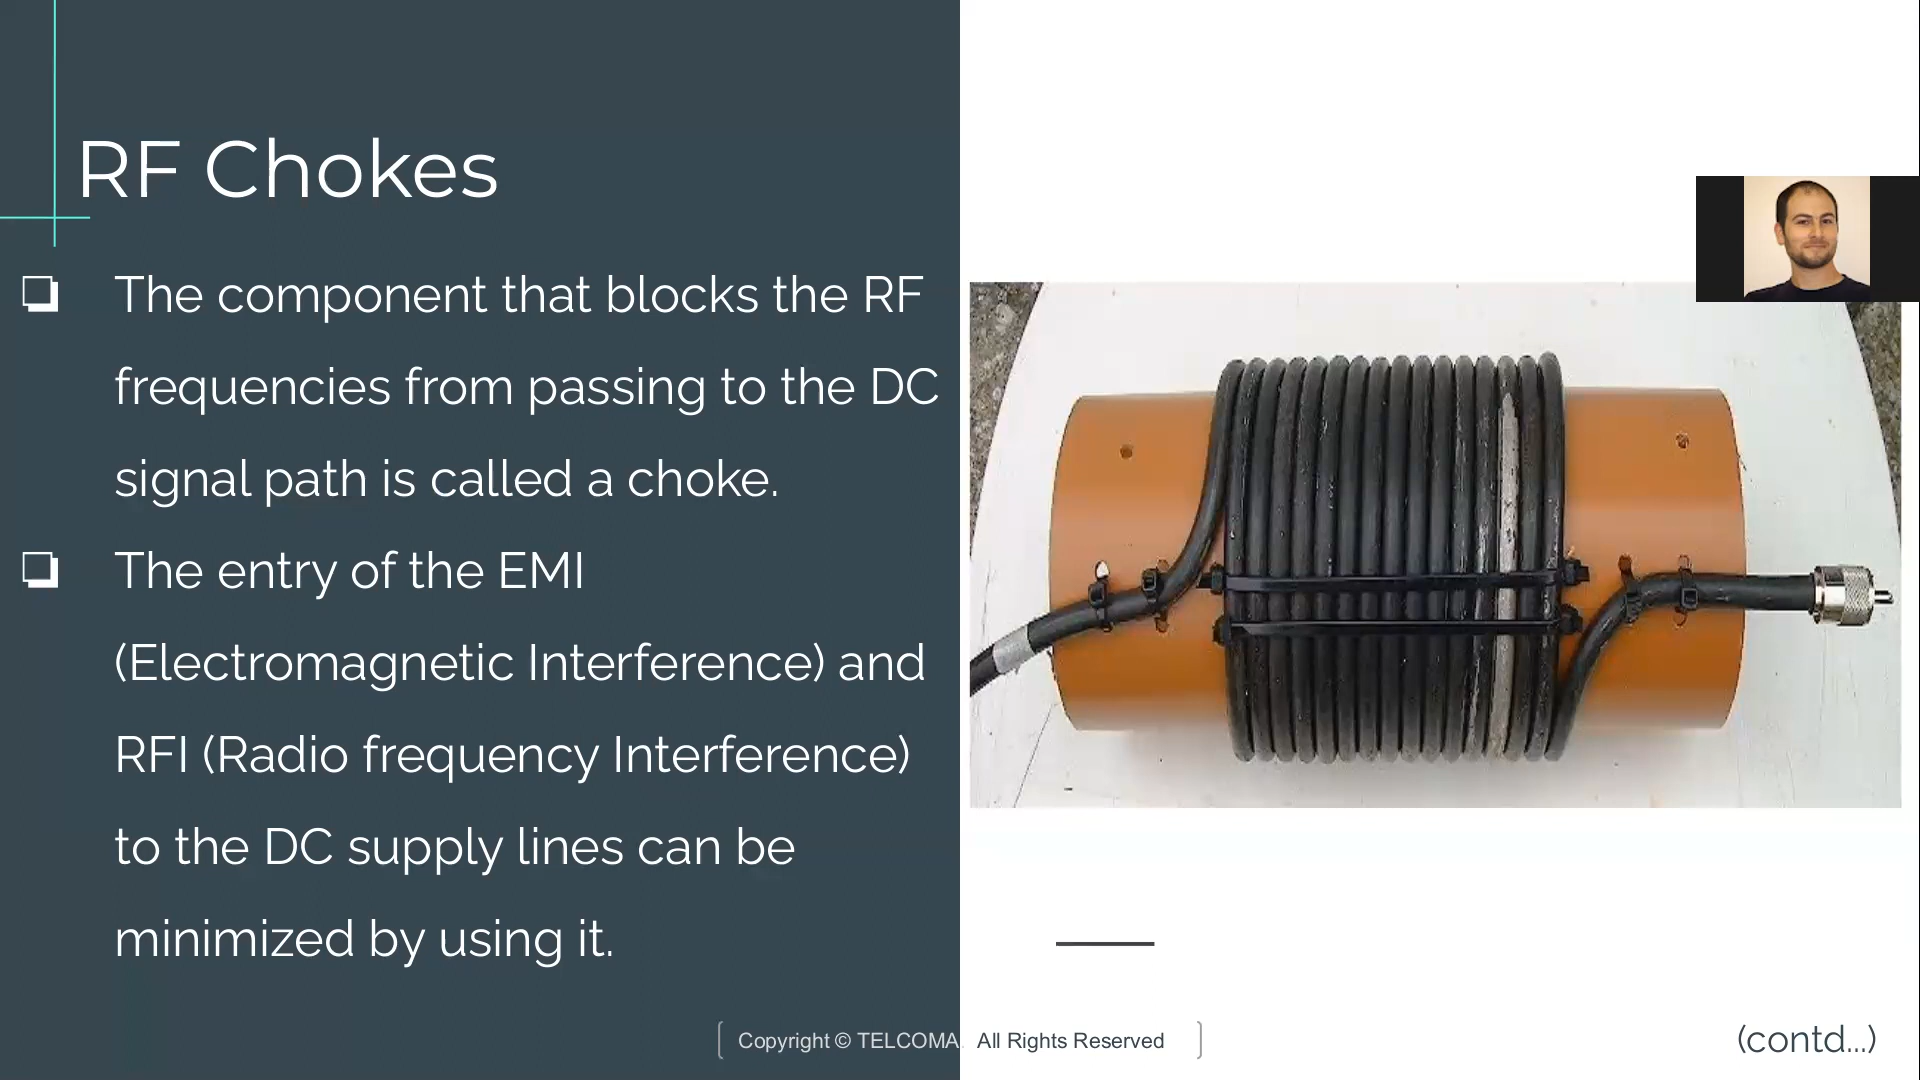 RF Chokes
❏ The component that blocks the RF
frequencies from passing to the DC
signal path is called a choke.
❏ The entry of the EMI
(Electromagnetic Interference) and
RFI (Radio frequency Interference)
to the DC supply lines can be
minimized by using it.
Copyright © TELCOMA. All Rights Reserved
(contd...)